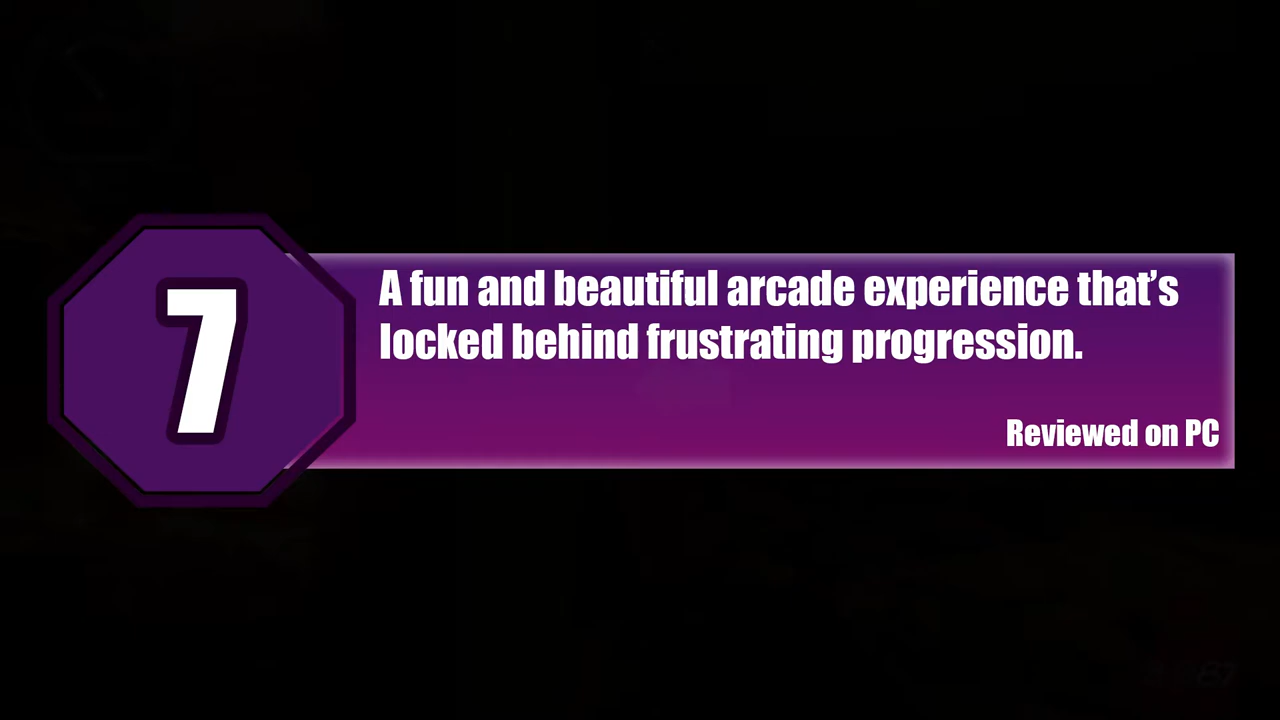 7
A fun and beautiful arcade experience that’s
locked behind frustrating progression.
Reviewed on PC